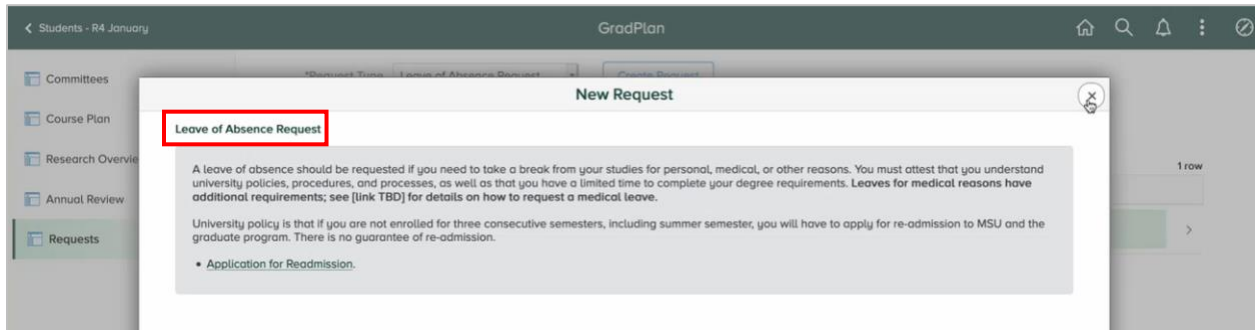 Students - R4 January
GradPlan
Committees
*Request Type Leave of Absence Request Create Request
New Request
Course Plan
Leave of Absence Request
Research Overvie
A leave of absence should be requested if you need to take a break from your studies for personal, medical, or other reasons. You must attest that you understand
university policies, procedures, and processes, as well as that you have a limited time to complete your degree requirements. Leaves for medical reasons have
additional requirements; see [link TBD] for details on how to request a medical leave.
1 row
Annual Review
University policy is that if you are not enrolled for three consecutive semesters, including summer semester, you will have to apply for re-admission to MSU and the
graduate program. There is no guarantee of re-admission.
Requests
• Application for Readmission.